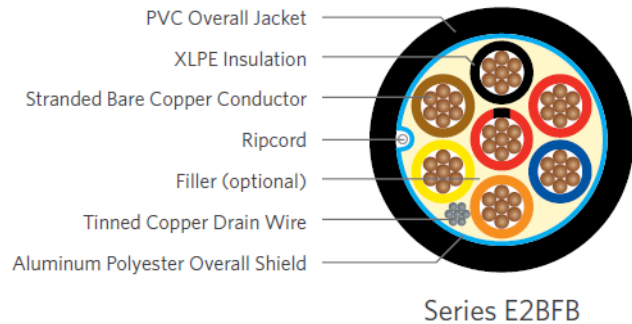 PVC Overall Jacket
XLPE Insulation
Stranded Bare Copper Conductor
Ripcord
Filler (optional)
Tinned Copper Drain Wire
Aluminum Polyester Overall Shield
Series E2BFB